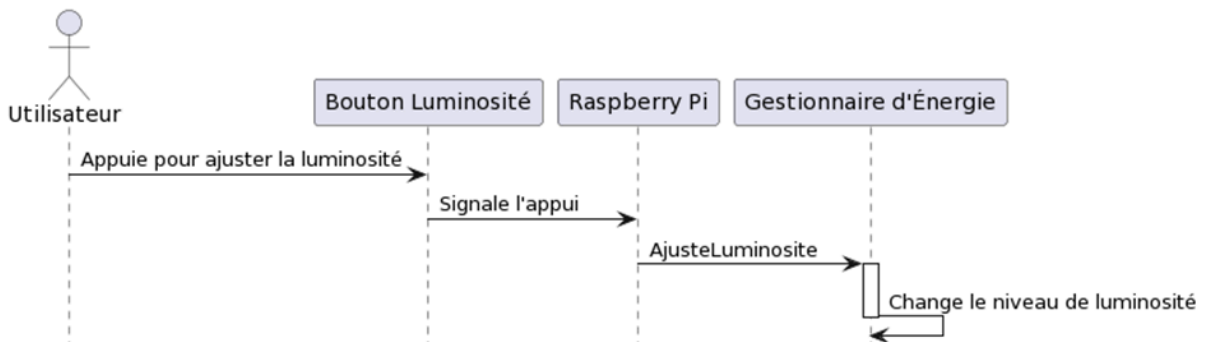 Utilisateur
Bouton Luminosité
Raspberry Pi
Gestionnaire d'Énergie
Appuie pour ajuster la luminosité
Signale l'appui
AjusteLuminosite
Change le niveau de luminosité